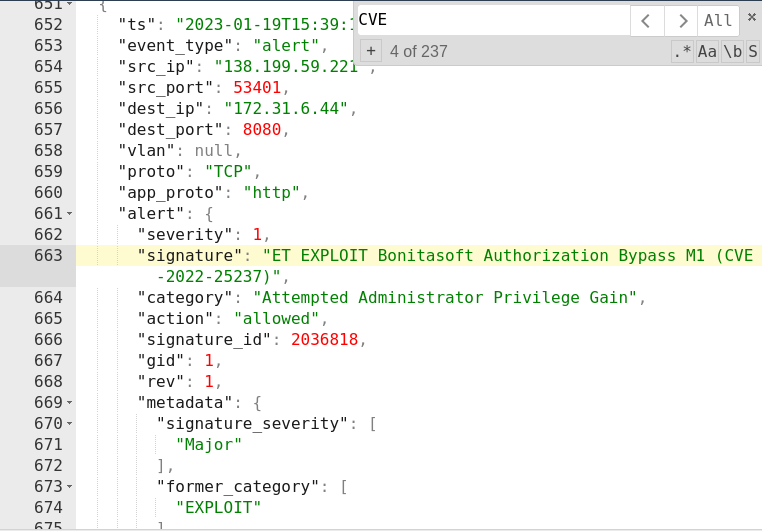 651 {
652 "ts": "2023-01-19T15:39:1
653 "event_type": "alert",
654 "src_ip": "138.199.59.221",
655 "src_port": 53401,
656 "dest_ip": "172.31.6.44",
657 "dest_port": 8080,
658 "vlan": null,
659 "proto": "TCP",
660 "app_proto": "http",
661 "alert": {
662 "severity": 1,
663 "signature": "ET EXPLOIT Bonitasoft Authorization Bypass M1 (CVE
-2022-25237)",
664 "category": "Attempted Administrator Privilege Gain",
665 "action": "allowed",
666 "signature_id": 2036818,
667 "gid": 1,
668 "rev": 1,
669 "metadata": {
670 "signature_severity": [
671 "Major"
672 ],
673 "former_category": [
674 "EXPLOIT"
675 ]
CVE
All
+ 4 of 237
.* Aa \b S